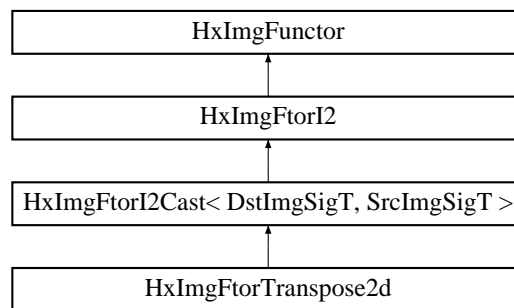 HxImgFunctor
HxImgFtorI2
HxImgFtorI2Cast< DstImgSigT, SrcImgSigT >
HxImgFtorTranspose2d